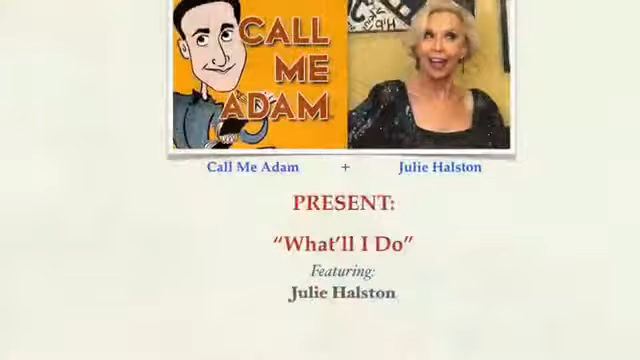 CALL
ME
ADAM
Call Me Adam + Julie Halston
PRESENT:
“What’ll I Do”
Featuring:
Julie Halston